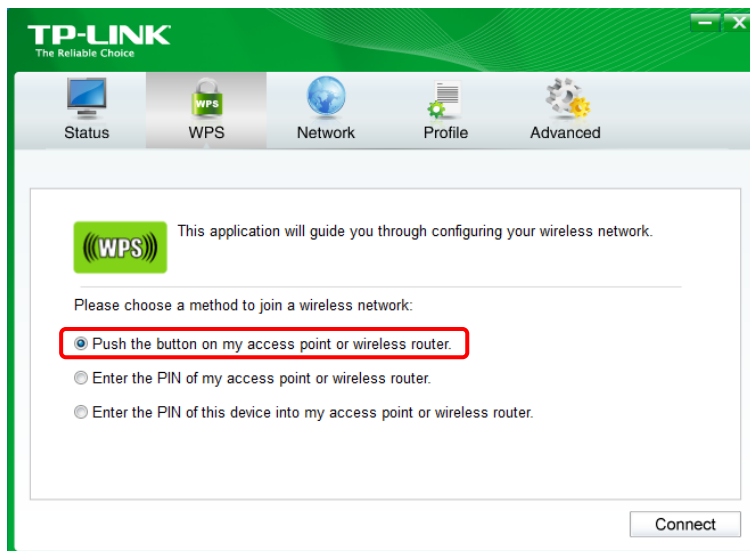 TP-LINK
The Reliable Choice
WPS
Status WPS Network Profile Advanced
(((WPS)))
This application will guide you through configuring your wireless network.
Please choose a method to join a wireless network:
Push the button on my access point or wireless router.
Enter the PIN of my access point or wireless router.
Enter the PIN of this device into my access point or wireless router.
Connect